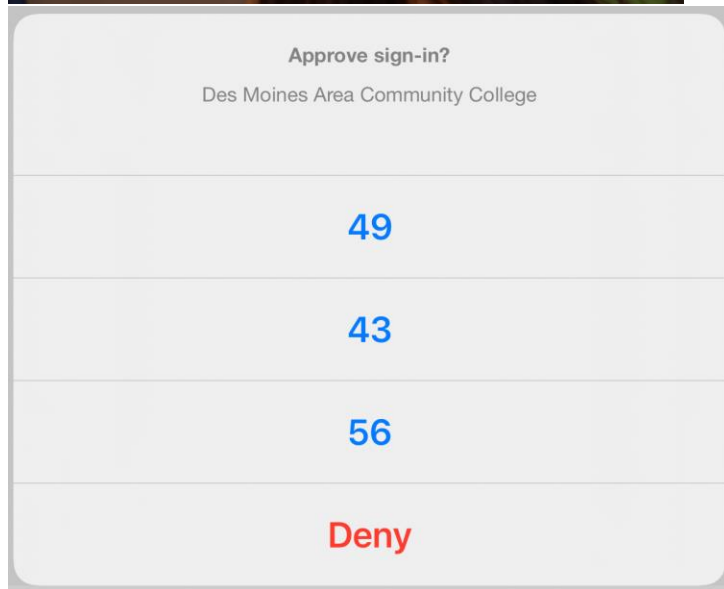 Approve sign-in?
Des Moines Area Community College
49
43
56
Deny